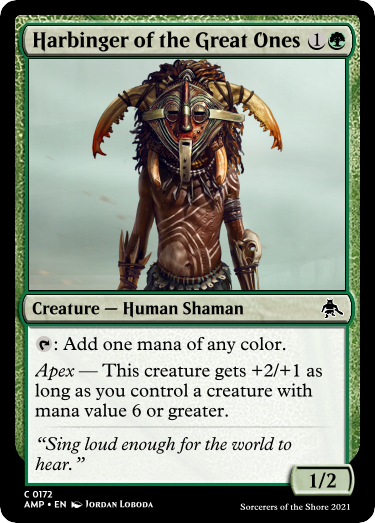 Harbinger of the Great Ones 1
Creature — Human Shaman
: Add one mana of any color.
Apex — This creature gets +2/+1 as
long as you control a creature with
mana value 6 or greater.
“Sing loud enough for the world to
hear.”
1/2
C 0172
AMP • EN Jordan Loboda
Sorcerers of the Shore 2021